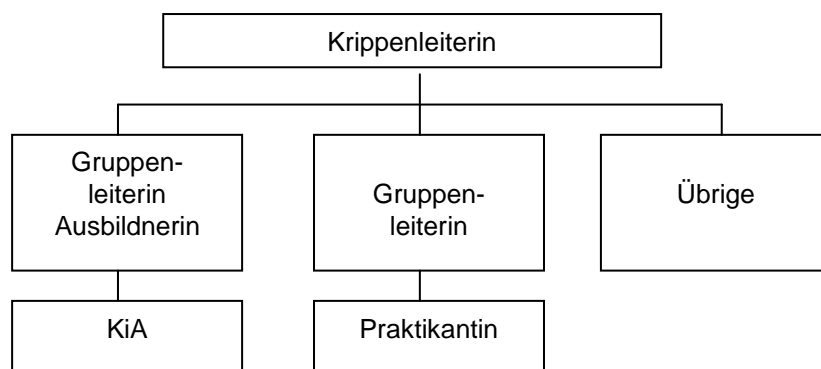 Krippenleiterin
Gruppen-
leiterin
Ausbildnerin
Gruppen-
leiterin
Übrige
KiA
Praktikantin